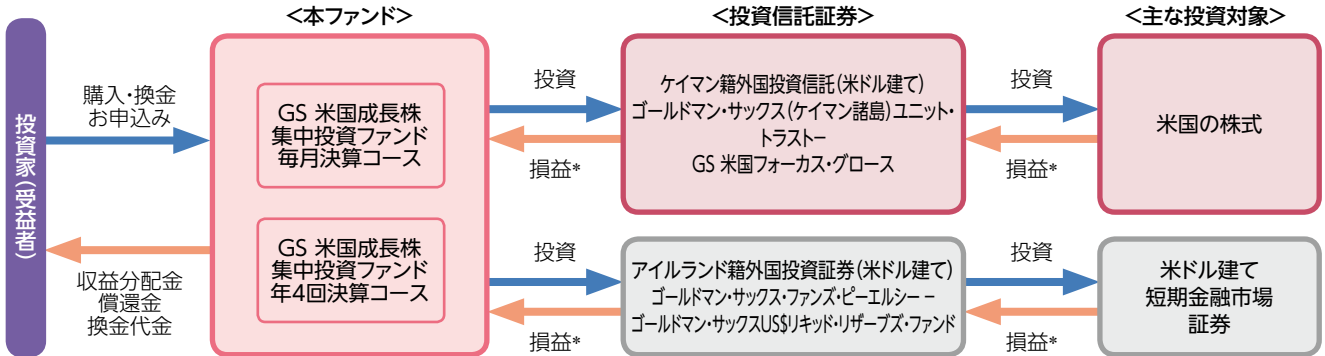 <本ファンド>
<投資信託証券>
<主な投資対象>
投資家(受益者)
購入・換金
お申込み
収益分配金
償還金
換金代金
GS 米国成長株
集中投資ファンド
毎月決算コース
GS 米国成長株
集中投資ファンド
年4回決算コース
投資
損益*
投資
損益*
ケイマン籍外国投資信託(米ドル建て)
ゴールドマン・サックス(ケイマン諸島)ユニット・
トラストー
GS 米国フォーカス・グロース
アイルランド籍外国投資証券(米ドル建て)
ゴールドマン・サックス・ファンズ・ピーエルシー −
ゴールドマン・サックスUS$リキッド・リザーブズ・ファンド
投資
損益*
投資
損益*
米国の株式
米ドル建て
短期金融市場
証券